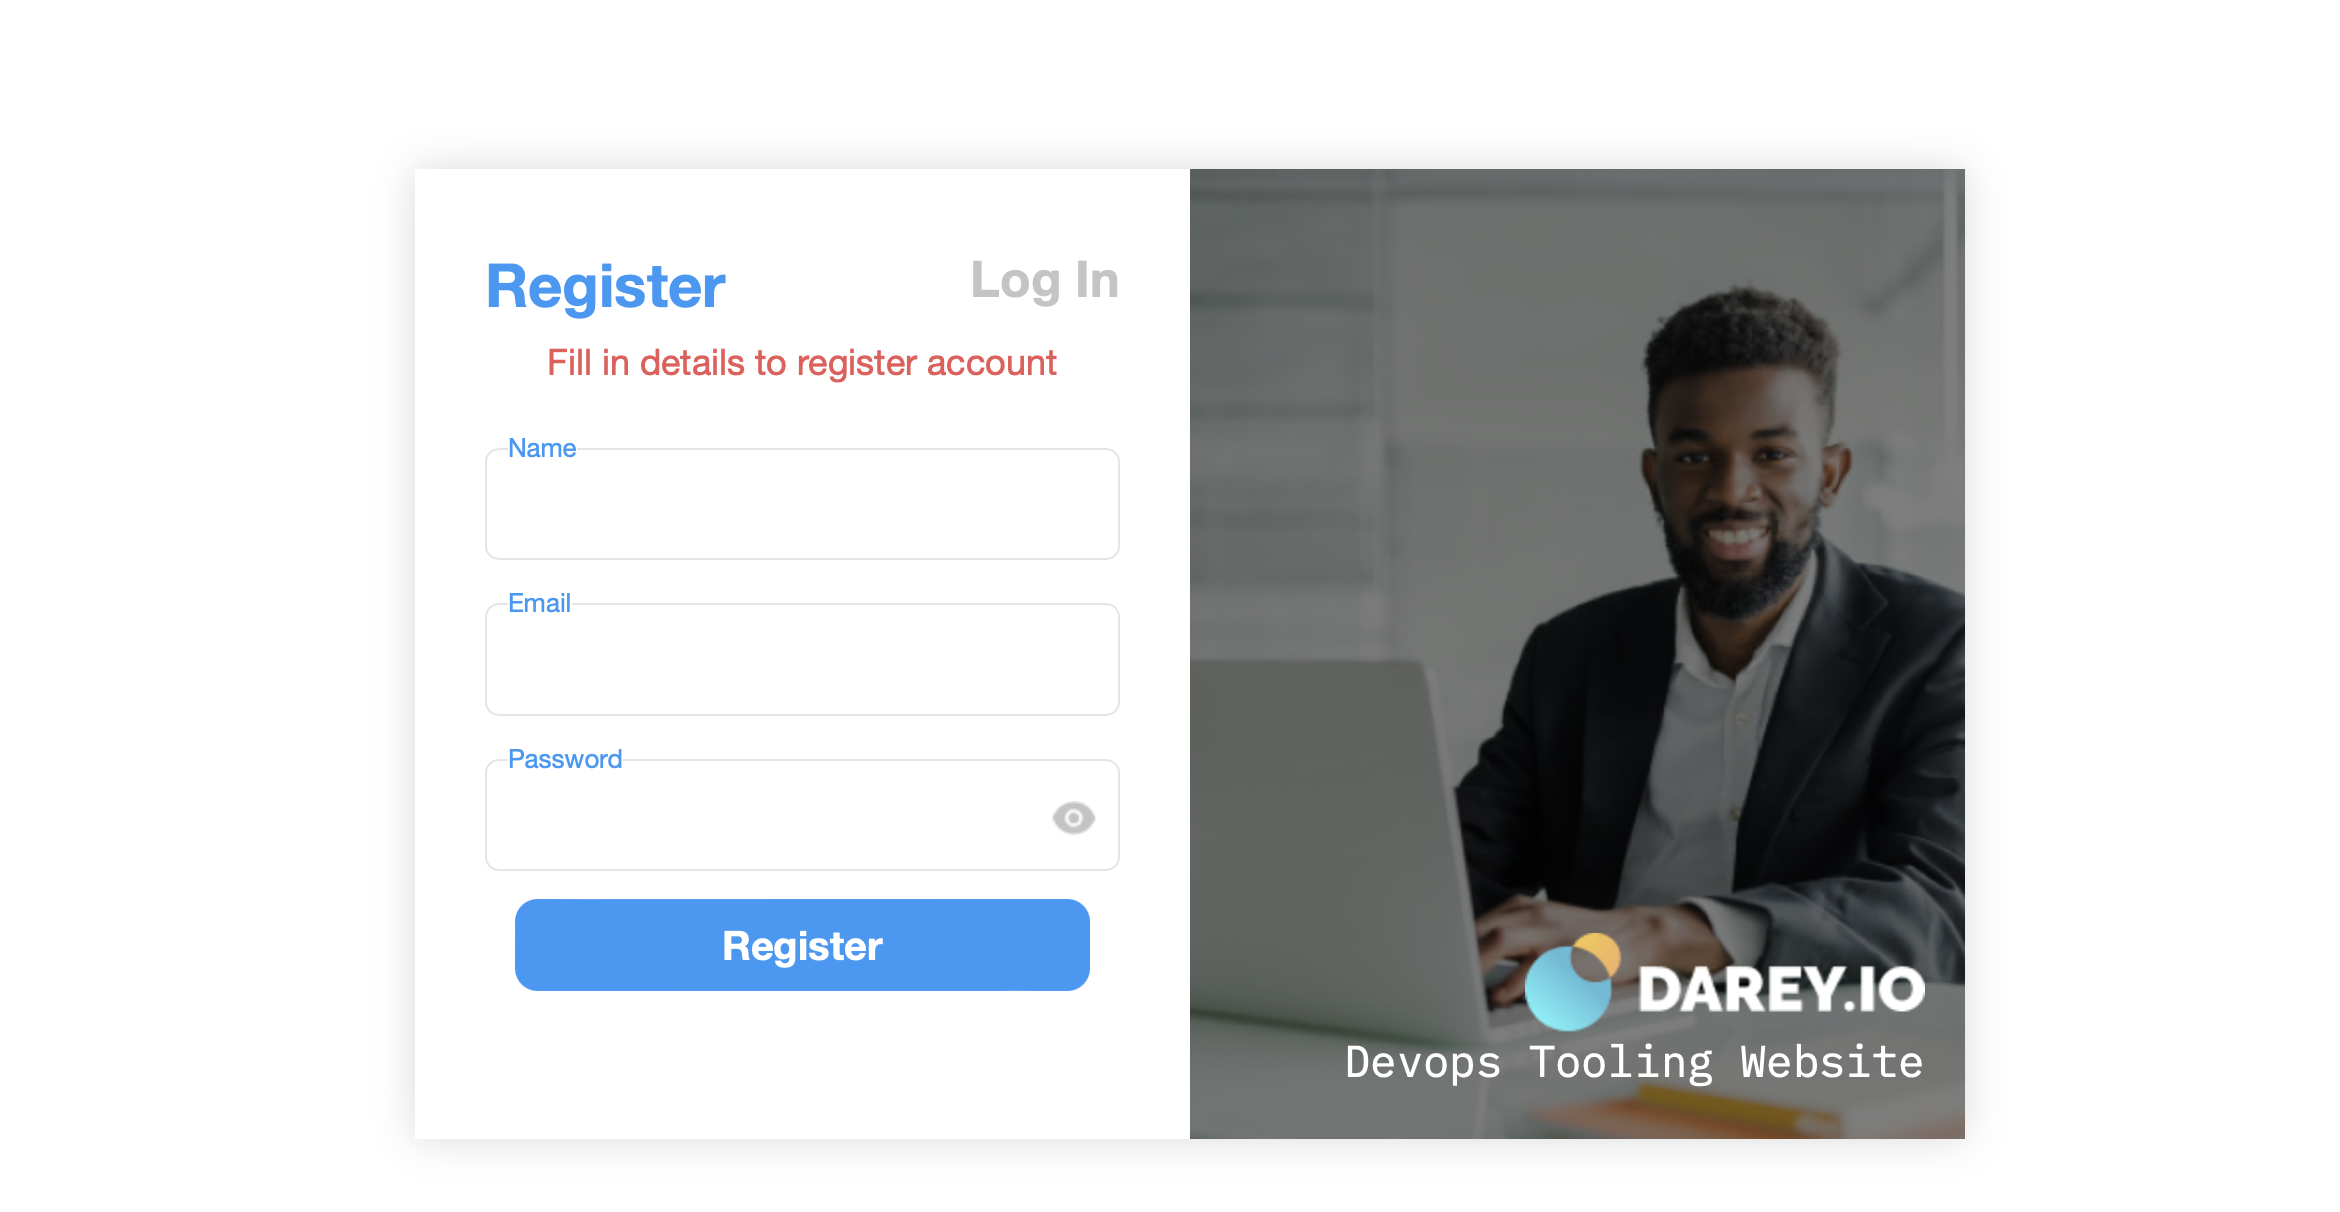 Register
Log In
Fill in details to register account
Name
Email
Password
Register
DAREY.IO
Devops Tooling Website